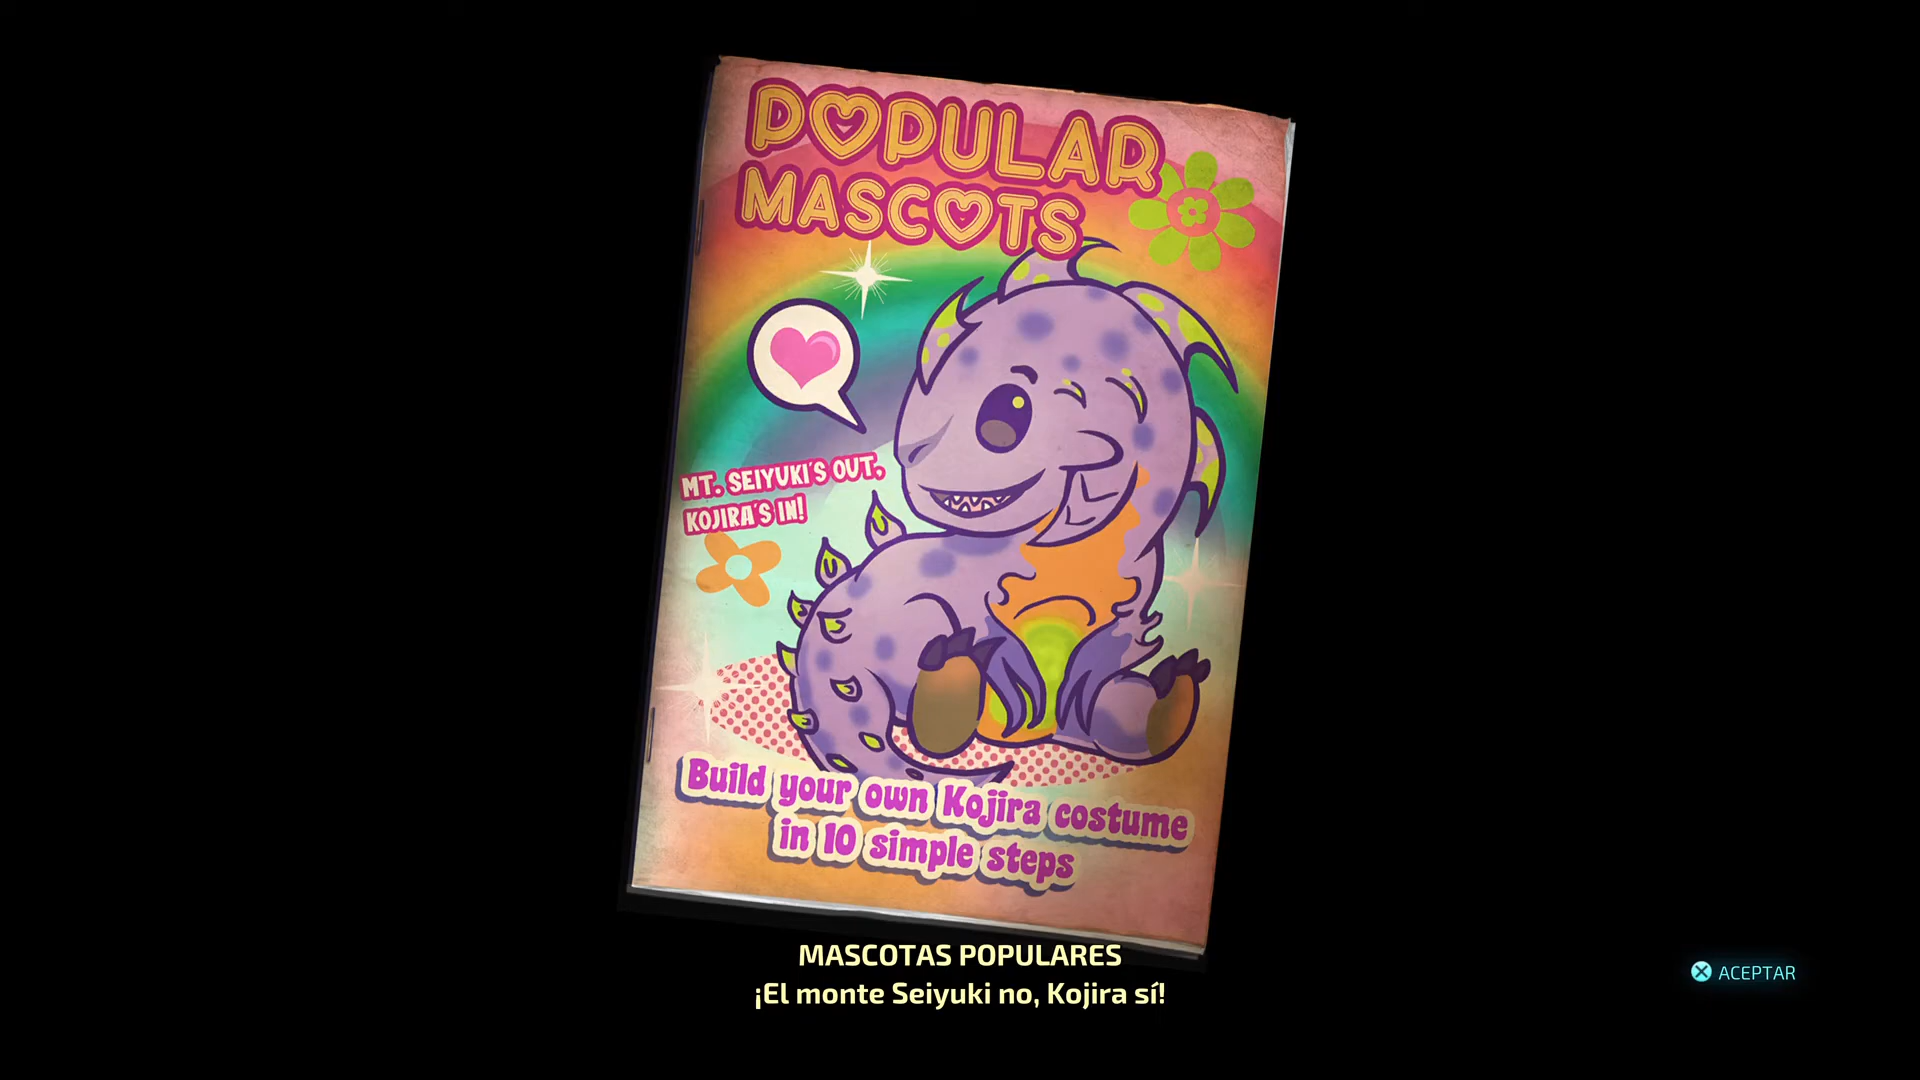 POPULAR
MASCOTS
MT. SEIYUKI'S OUT,
KOJIRA'S IN!
Build your own Kojira costume
in 10 simple steps
MASCOTAS POPULARES
¡El monte Seiyuki no, Kojira sí!
ACEPTAR